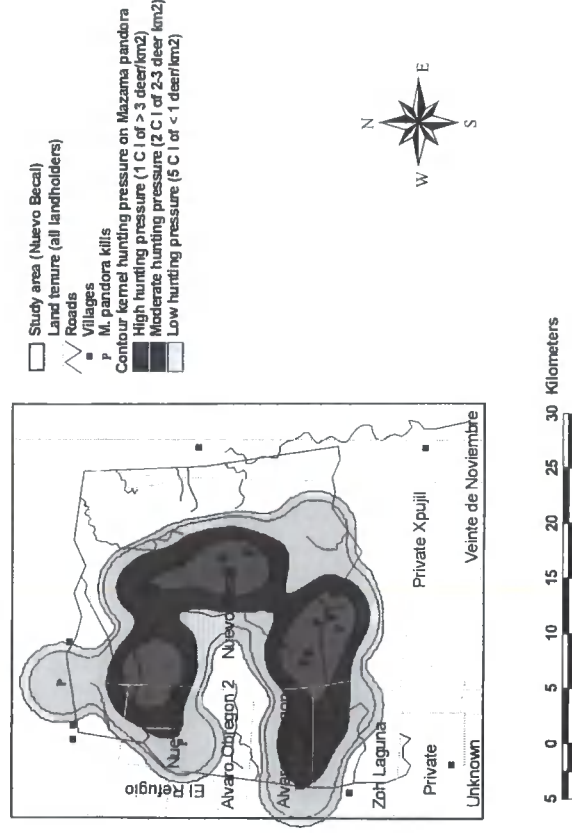 Study area (Nuevo Becal)
Land tenure (all landholders)
Roads
Villages
P M. pandora kills
Contour kernel hunting pressure on Mazama pandora
High hunting pressure (1 C I of > 3 deer/km2)
Moderate hunting pressure (2 C I of 2-3 deer km2)
Low hunting pressure (5 C I of < 1 deer/km2)
N
W
E
S
P
El Refugio
Alvaro Obregon 2
Nuevo
Zoh Laguna
Private
Unknown
Private Xpujil
Veinte de Noviembre
5 0 5 10 15 20 25 30 Kilometers